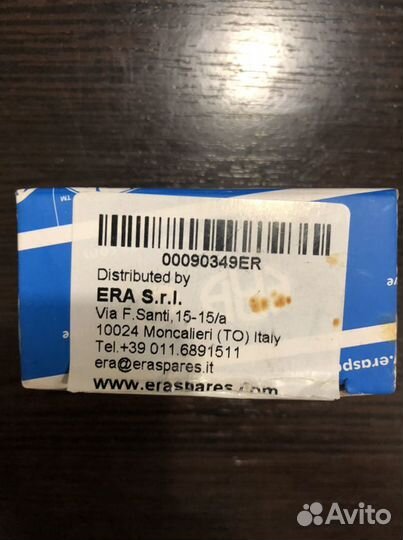 00090349ER
Distributed by
ERA S.r.l.
Via F.Santi,15-15/a
10024 Moncalieri (TO) Italy
Tel.+39 011.6891511
era@eraspares.it
www.eraspares.com
TM
Avito